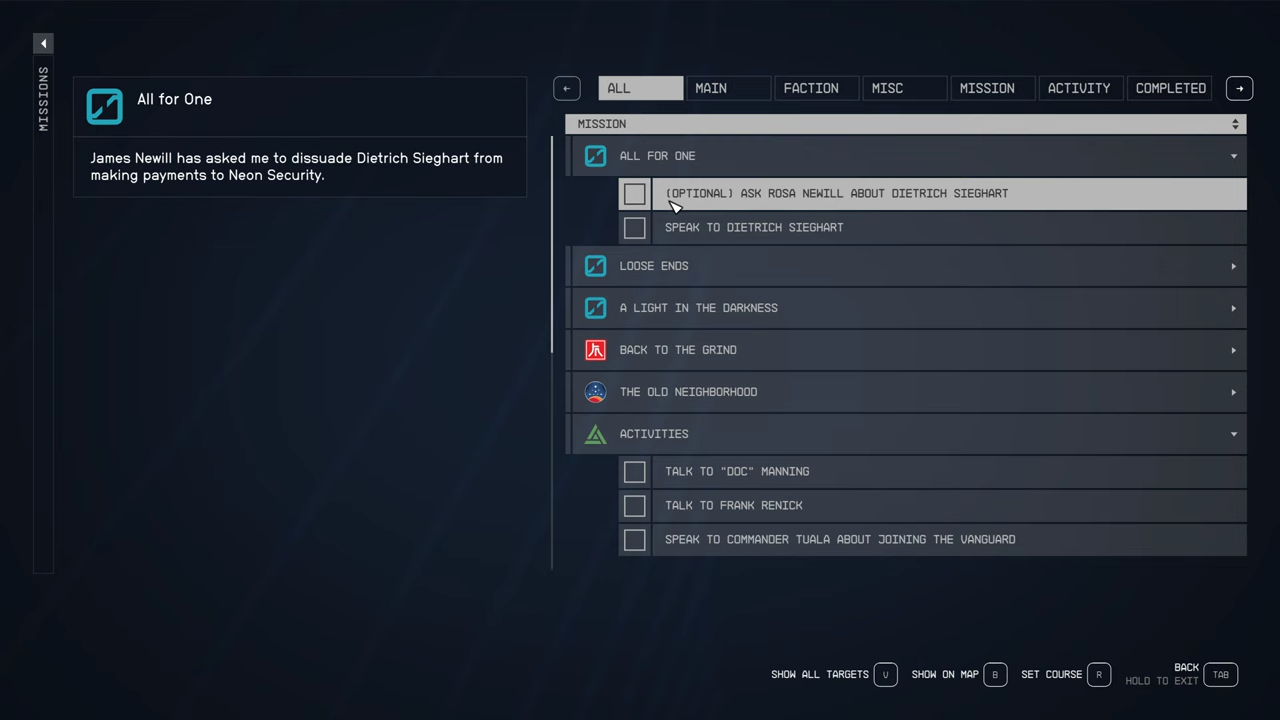 MISSIONS
All for One
James Newill has asked me to dissuade Dietrich Sieghart from
making payments to Neon Security.
ALL
MAIN
FACTION
MISC
MISSION
ACTIVITY
COMPLETED
MISSION
ALL FOR ONE
(OPTIONAL) ASK ROSA NEWILL ABOUT DIETRICH SIEGHART
SPEAK TO DIETRICH SIEGHART
LOOSE ENDS
A LIGHT IN THE DARKNESS
BACK TO THE GRIND
THE OLD NEIGHBORHOOD
ACTIVITIES
TALK TO "DOC" MANNING
TALK TO FRANK RENICK
SPEAK TO COMMANDER TUALA ABOUT JOINING THE VANGUARD
SHOW ALL TARGETS V
SHOW ON MAP B
SET COURSE R
BACK
HOLD TO EXIT
TAB